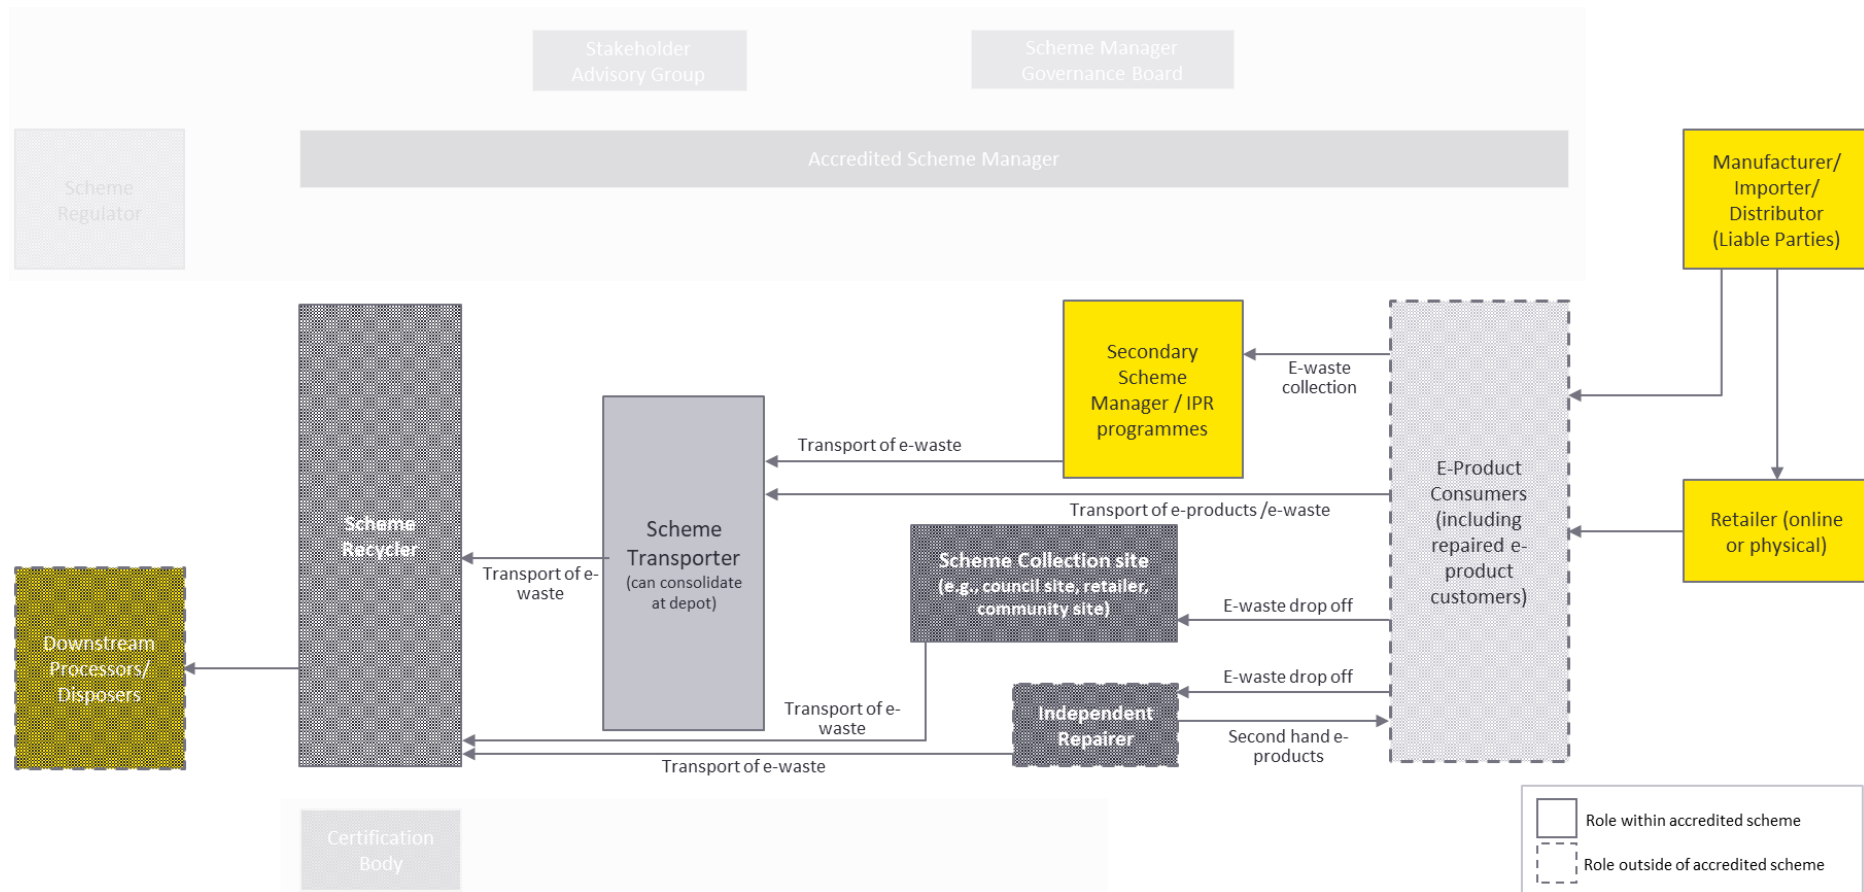 Stakeholder
Advisory Group
Scheme Manager
Governance Board
Accredited Scheme Manager
Scheme
Regulator
Manufacturer/
Importer/
Distributor
(Liable Parties)
Secondary
Scheme
Manager / IPR
programmes
E-waste
collection
Transport of e-waste
Transport of e-products /e-waste
E-Product
Consumers
(including
repaired e-
product
customers)
Retailer (online
or physical)
Scheme
Recycler
Scheme
Transporter
(can consolidate
at depot)
Transport of e-
waste
Scheme Collection site
(e.g., council site, retailer,
community site)
E-waste drop off
Downstream
Processors/
Disposers
E-waste drop off
Independent
Repairer
Transport of e-
waste
Second hand e-
products
Transport of e-waste
Certification
Body
Role within accredited scheme
Role outside of accredited scheme